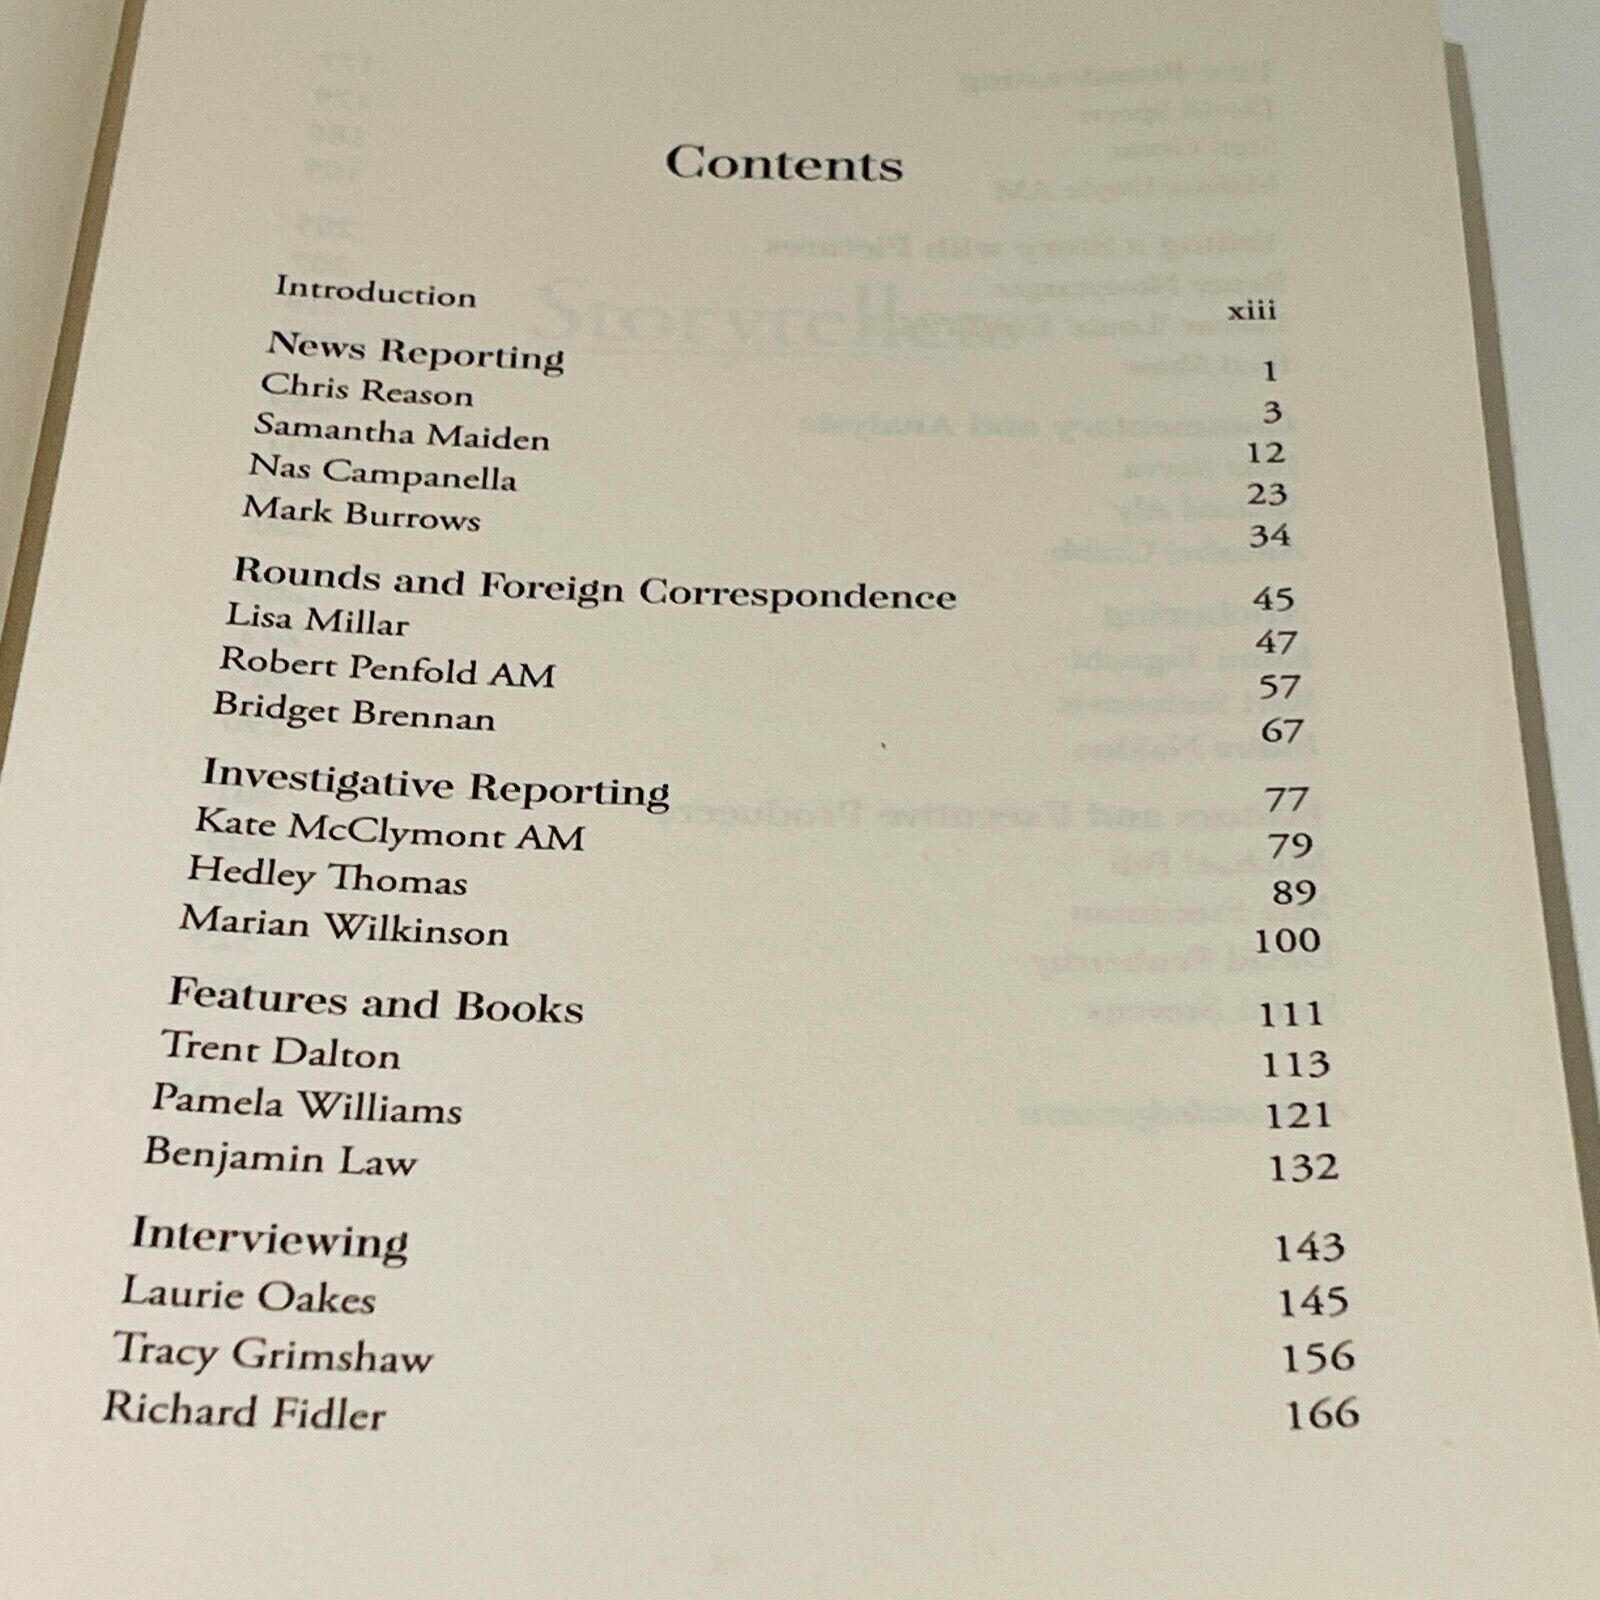 Contents
Introduction xiii
News Reporting 1
Chris Reason 3
Samantha Maiden 12
Nas Campanella 23
Mark Burrows 34
Rounds and Foreign Correspondence 45
Lisa Millar 47
Robert Penfold AM 57
Bridget Brennan 67
Investigative Reporting 77
Kate McClymont AM 79
Hedley Thomas 89
Marian Wilkinson 100
Features and Books 111
Trent Dalton 113
Pamela Williams 121
Benjamin Law 132
Interviewing 143
Laurie Oakes 145
Tracy Grimshaw 156
Richard Fidler 166